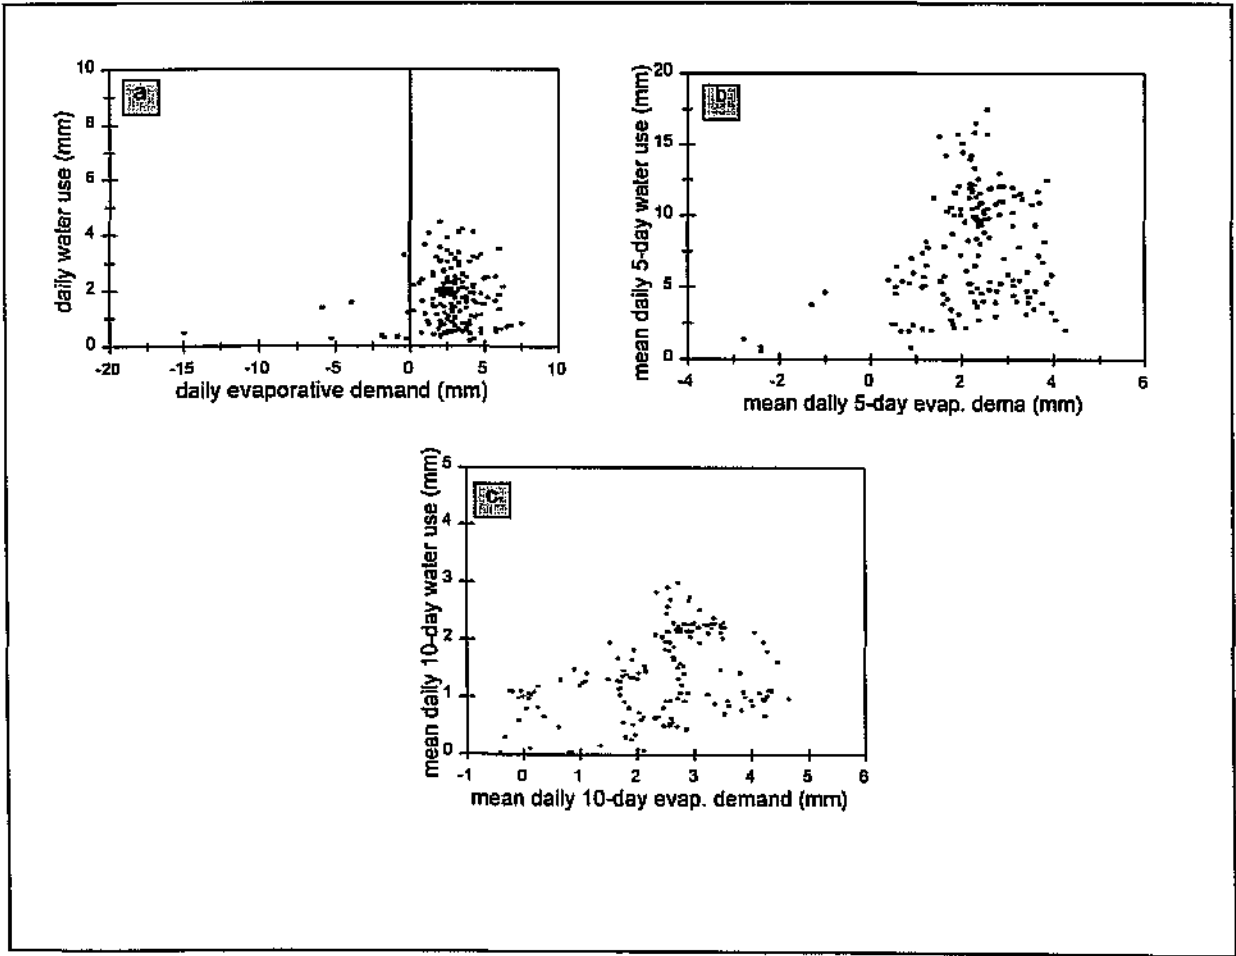 a
daily water use (mm)
10
8
6
4
2
0
-20 -15 -10 -5 0 5 10
daily evaporative demand (mm)
b
mean daily 5-day water use (mm)
20
15
10
5
0
-4 -2 0 2 4 6
mean daily 5-day evap. dema (mm)
c
mean daily 10-day water use (mm)
5
4
3
2
1
0
-1 0 1 2 3 4 5 6
mean daily 10-day evap. demand (mm)